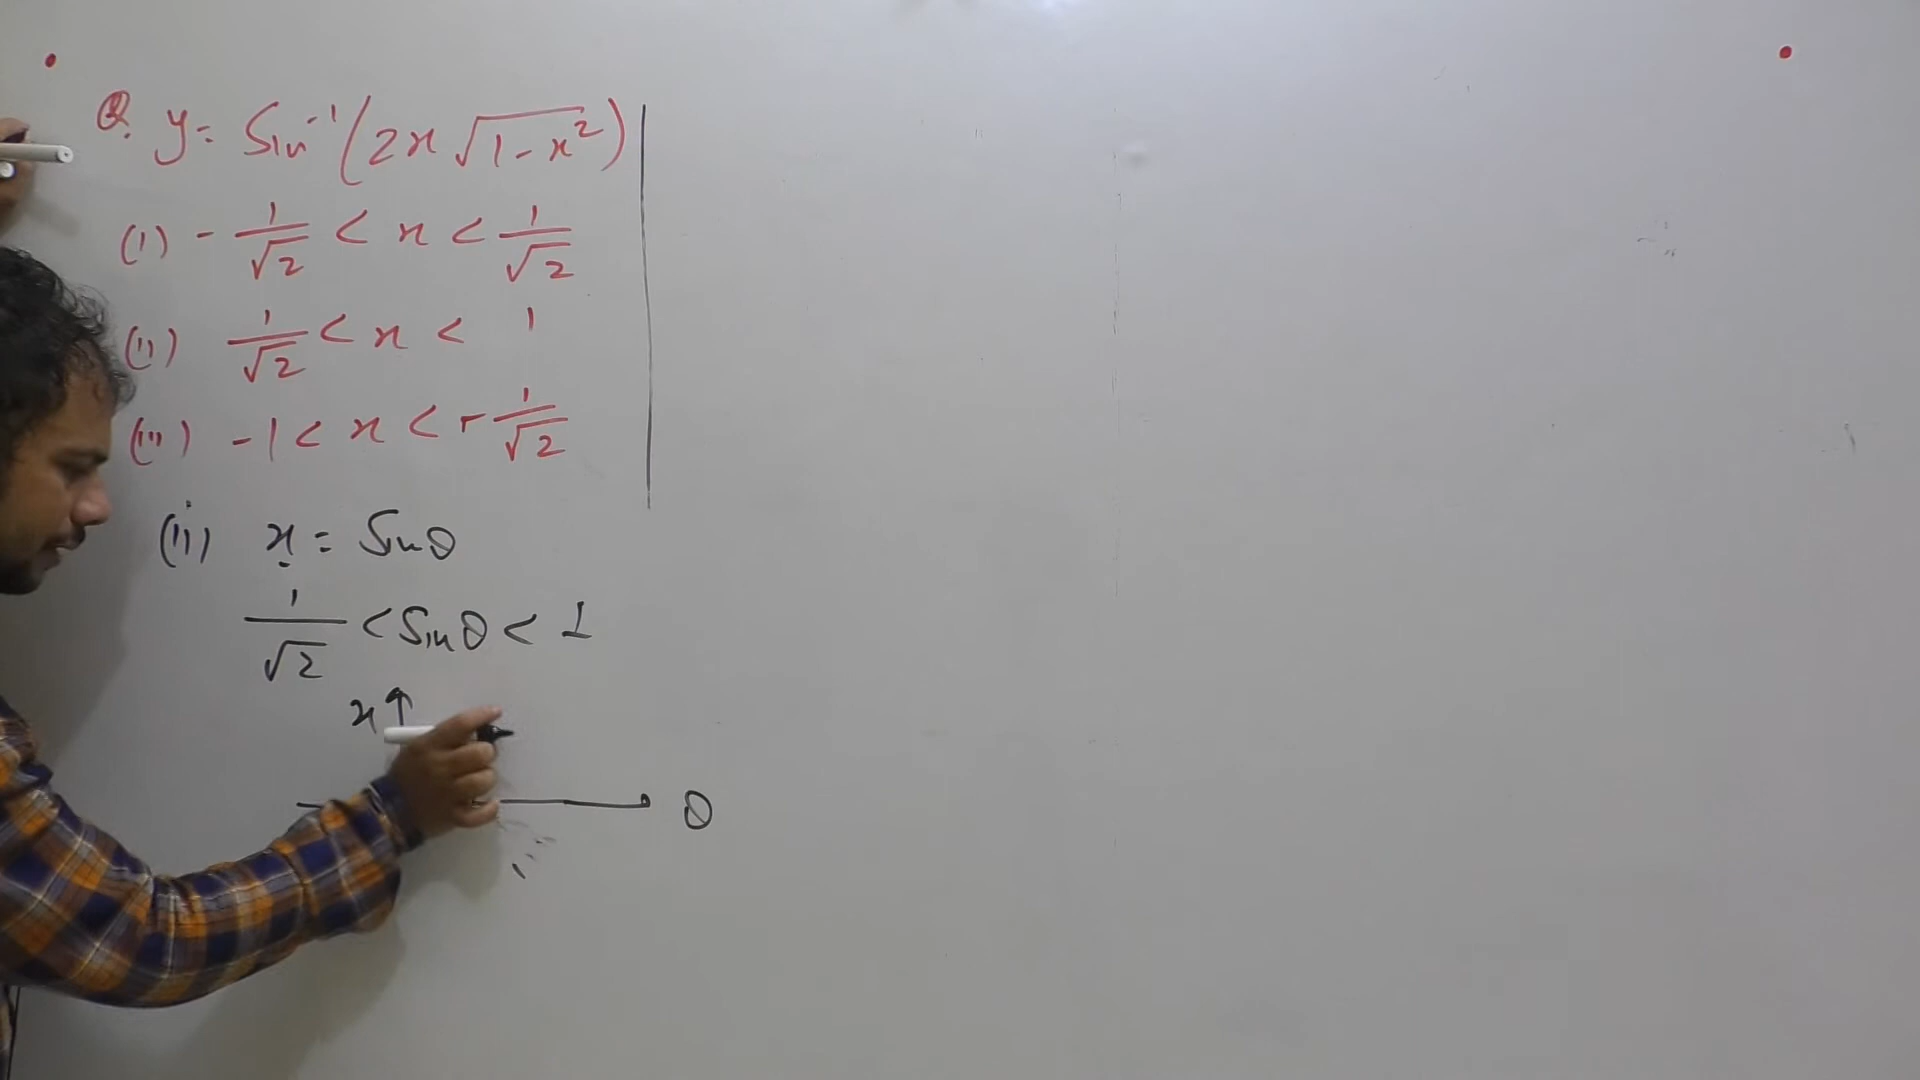 Q. y = Sin⁻¹(2x √(1-x²))
(i) - 1/√2 < x < 1/√2
(ii) 1/√2 < x < 1
(iii) -1 < x < - 1/√2
(ii) x = Sinθ
1/√2 < Sinθ < 1
x
θ